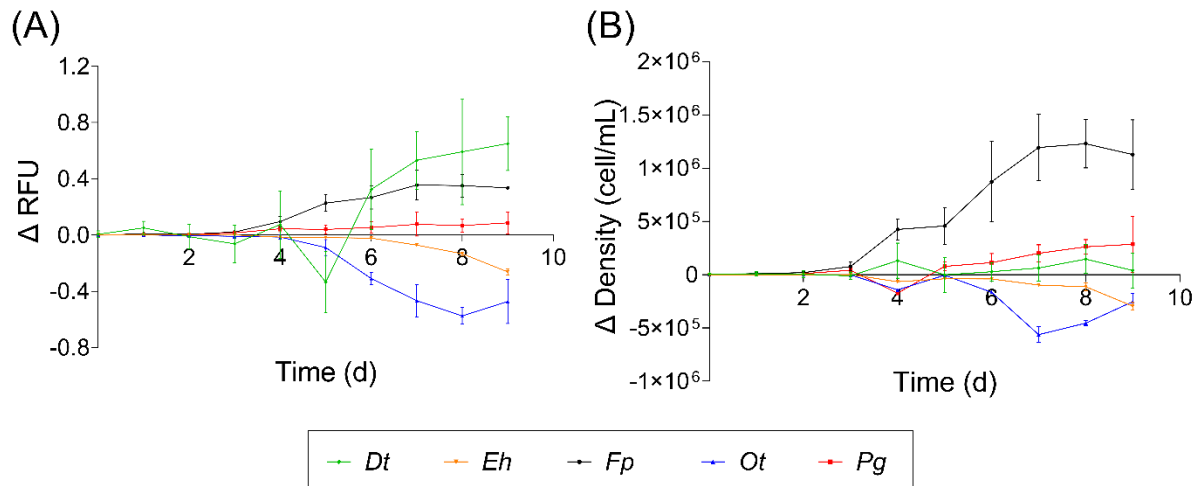 (A)
Δ RFU
1.2
0.8
0.4
0.0
-0.4
-0.8
2 4 6 8 10
Time (d)
(B)
Δ Density (cell/mL)
2×10⁶
1.5×10⁶
1×10⁶
5×10⁵
0
-5×10⁵
-1×10⁶
2 4 6 8 10
Time (d)
Dt Eh Fp Ot Pg